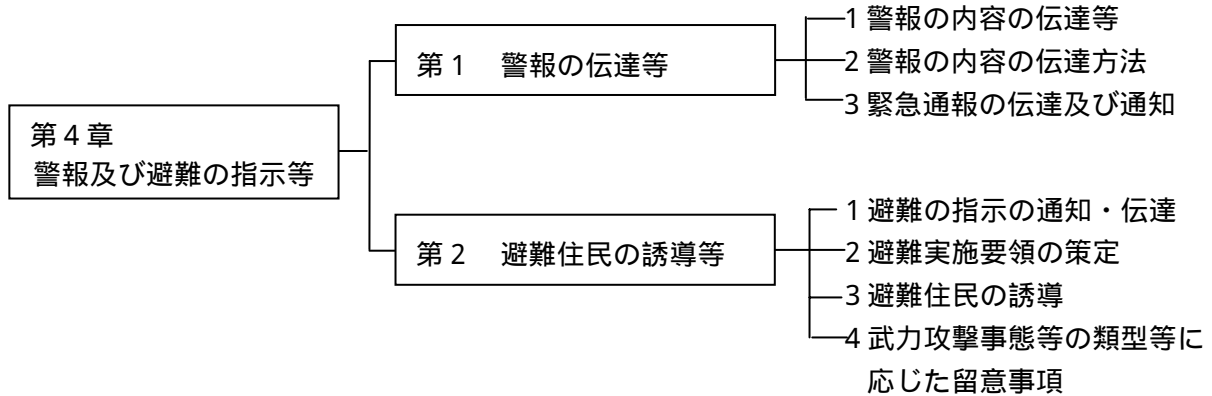 第4章
警報及び避難の指示等
第1　警報の伝達等
1 警報の内容の伝達等
2 警報の内容の伝達方法
3 緊急通報の伝達及び通知
第2　避難住民の誘導等
1 避難の指示の通知・伝達
2 避難実施要領の策定
3 避難住民の誘導
4 武力攻撃事態等の類型等に
応じた留意事項